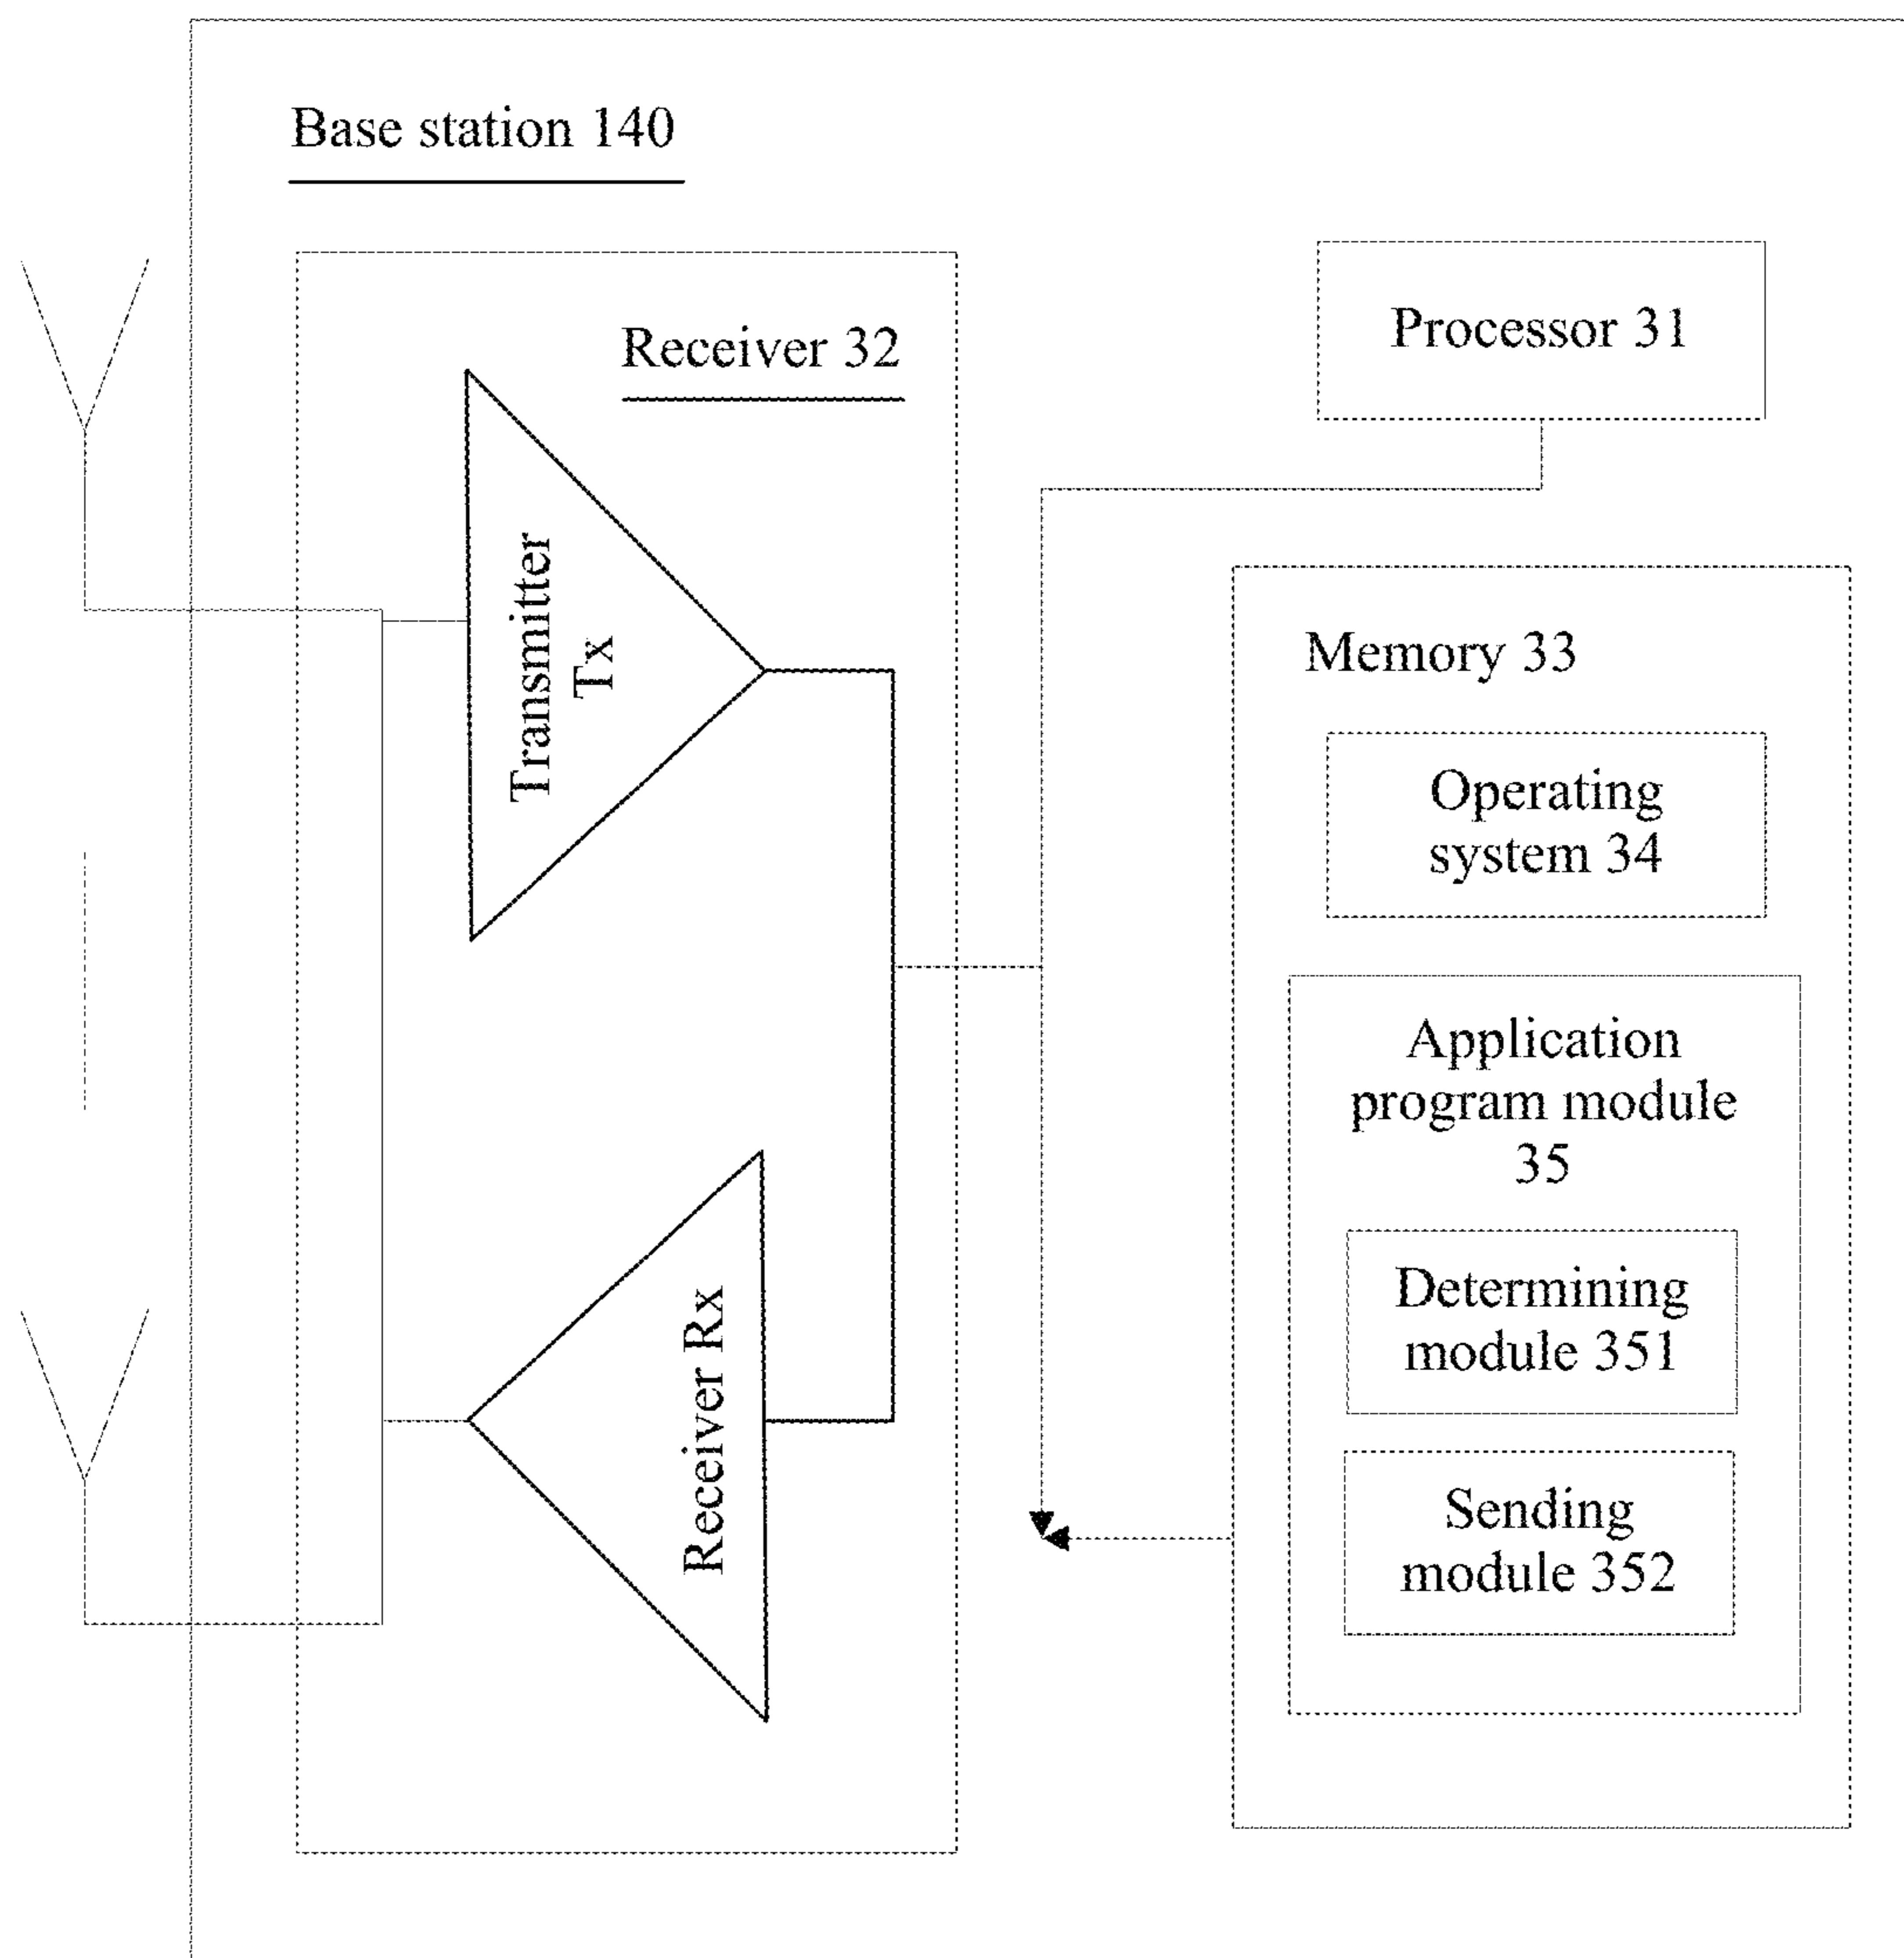 Base station 140
Receiver 32
Transmitter
Tx
Receiver Rx
Processor 31
Memory 33
Operating
system 34
Application
program module
35
Determining
module 351
Sending
module 352